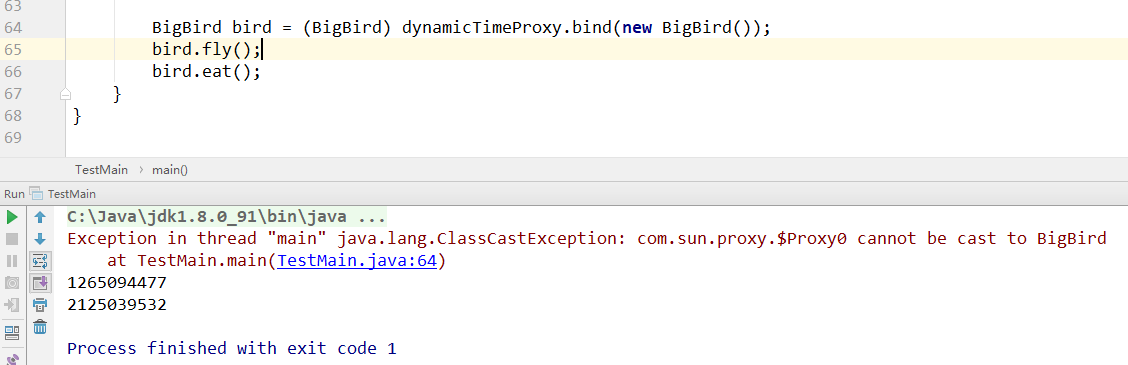 63
64 BigBird bird = (BigBird) dynamicTimeProxy.bind(new BigBird());
65 bird.fly();
66 bird.eat();
67 }
68 }
69
TestMain › main()
Run TestMain
C:\Java\jdk1.8.0_91\bin\java ...
Exception in thread "main" java.lang.ClassCastException: com.sun.proxy.$Proxy0 cannot be cast to BigBird
at TestMain.main(TestMain.java:64)
1265094477
2125039532
Process finished with exit code 1